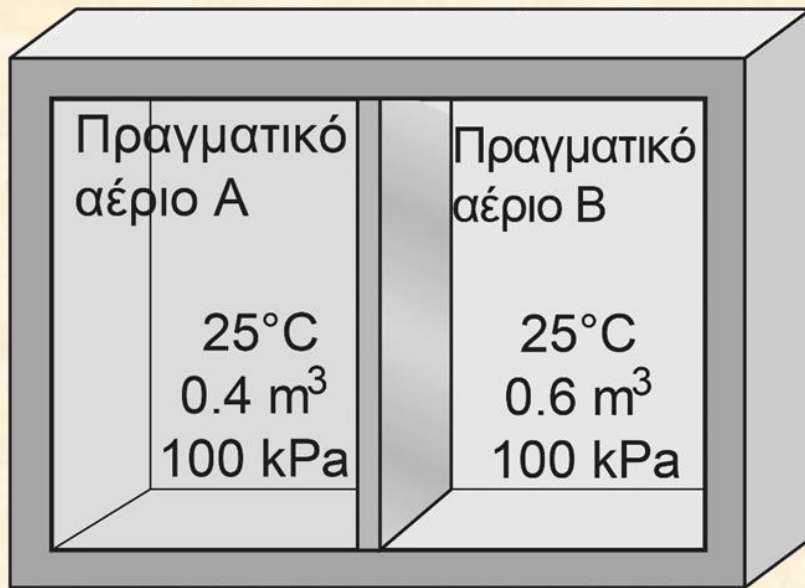 Πραγματικό
αέριο Α
25°C
0.4 m³
100 kPa
Πραγματικό
αέριο Β
25°C
0.6 m³
100 kPa